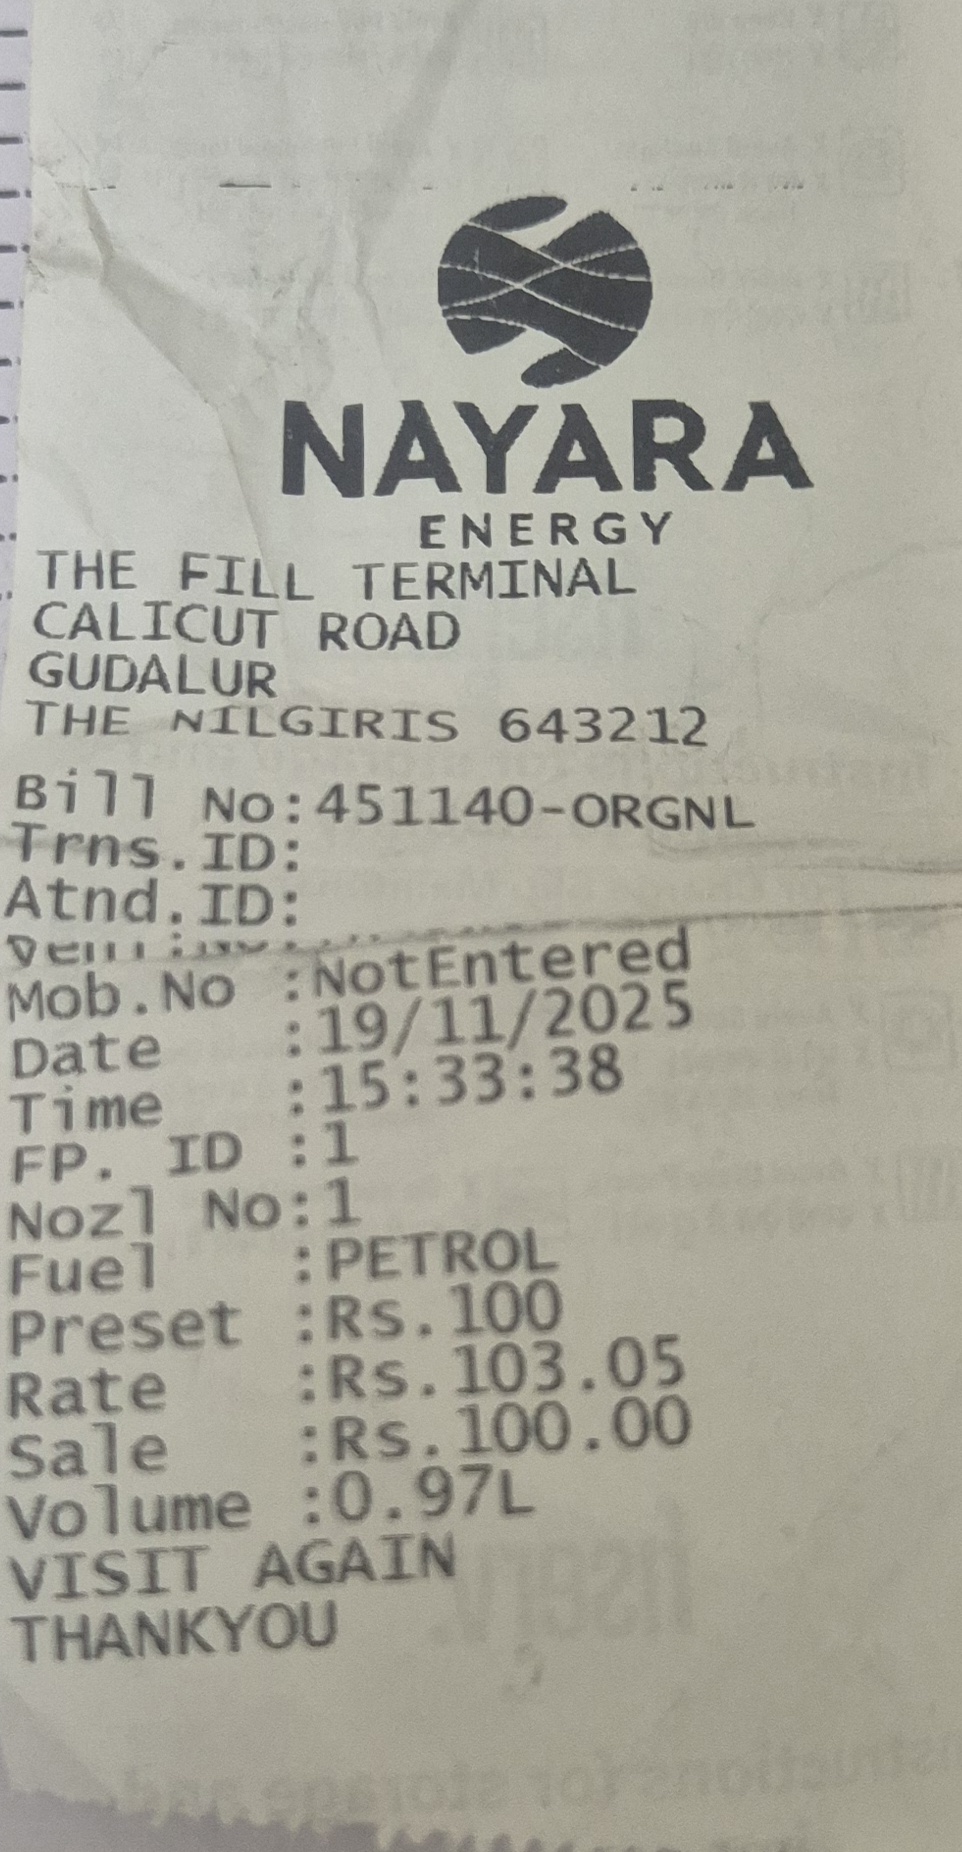 NAYARA
ENERGY
THE FILL TERMINAL
CALICUT ROAD
GUDALUR
THE NILGIRIS 643212
Bill No:451140-ORGNL
Trns.ID:
Atnd.ID:
Mob.No :NotEntered
Date :19/11/2025
Time :15:33:38
FP. ID :1
Nozl No:1
Fuel :PETROL
Preset :Rs.100
Rate :Rs.103.05
Sale :Rs.100.00
Volume :0.97L
VISIT AGAIN
THANKYOU